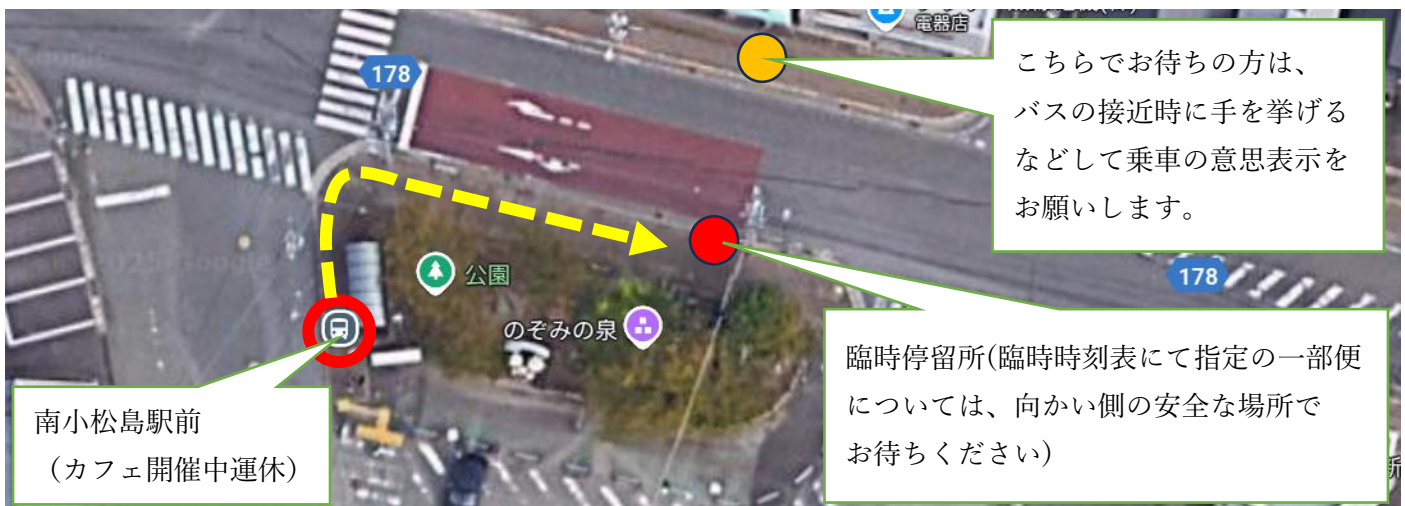 電器店
こちらでお待ちの方は、
バスの接近時に手を挙げる
などして乗車の意思表示を
お願いします。
178
公園
のぞみの泉
178
臨時停留所(臨時時刻表にて指定の一部便
については、向かい側の安全な場所で
お待ちください)
南小松島駅前
（カフェ開催中運休）